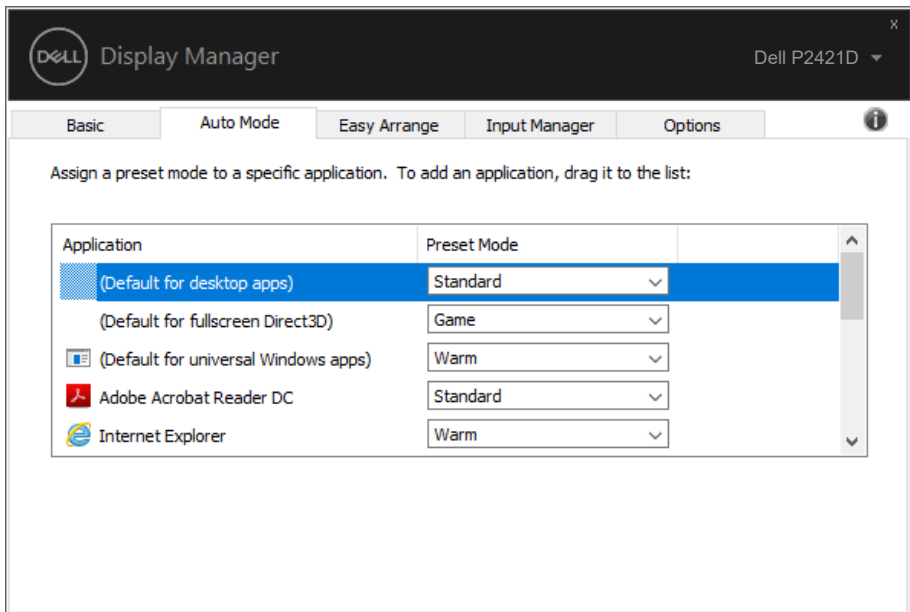 x
DELL Display Manager
Dell P2421D
Basic Auto Mode Easy Arrange Input Manager Options
Assign a preset mode to a specific application. To add an application, drag it to the list:
Application Preset Mode
(Default for desktop apps) Standard
(Default for fullscreen Direct3D) Game
(Default for universal Windows apps) Warm
Adobe Acrobat Reader DC Standard
Internet Explorer Warm